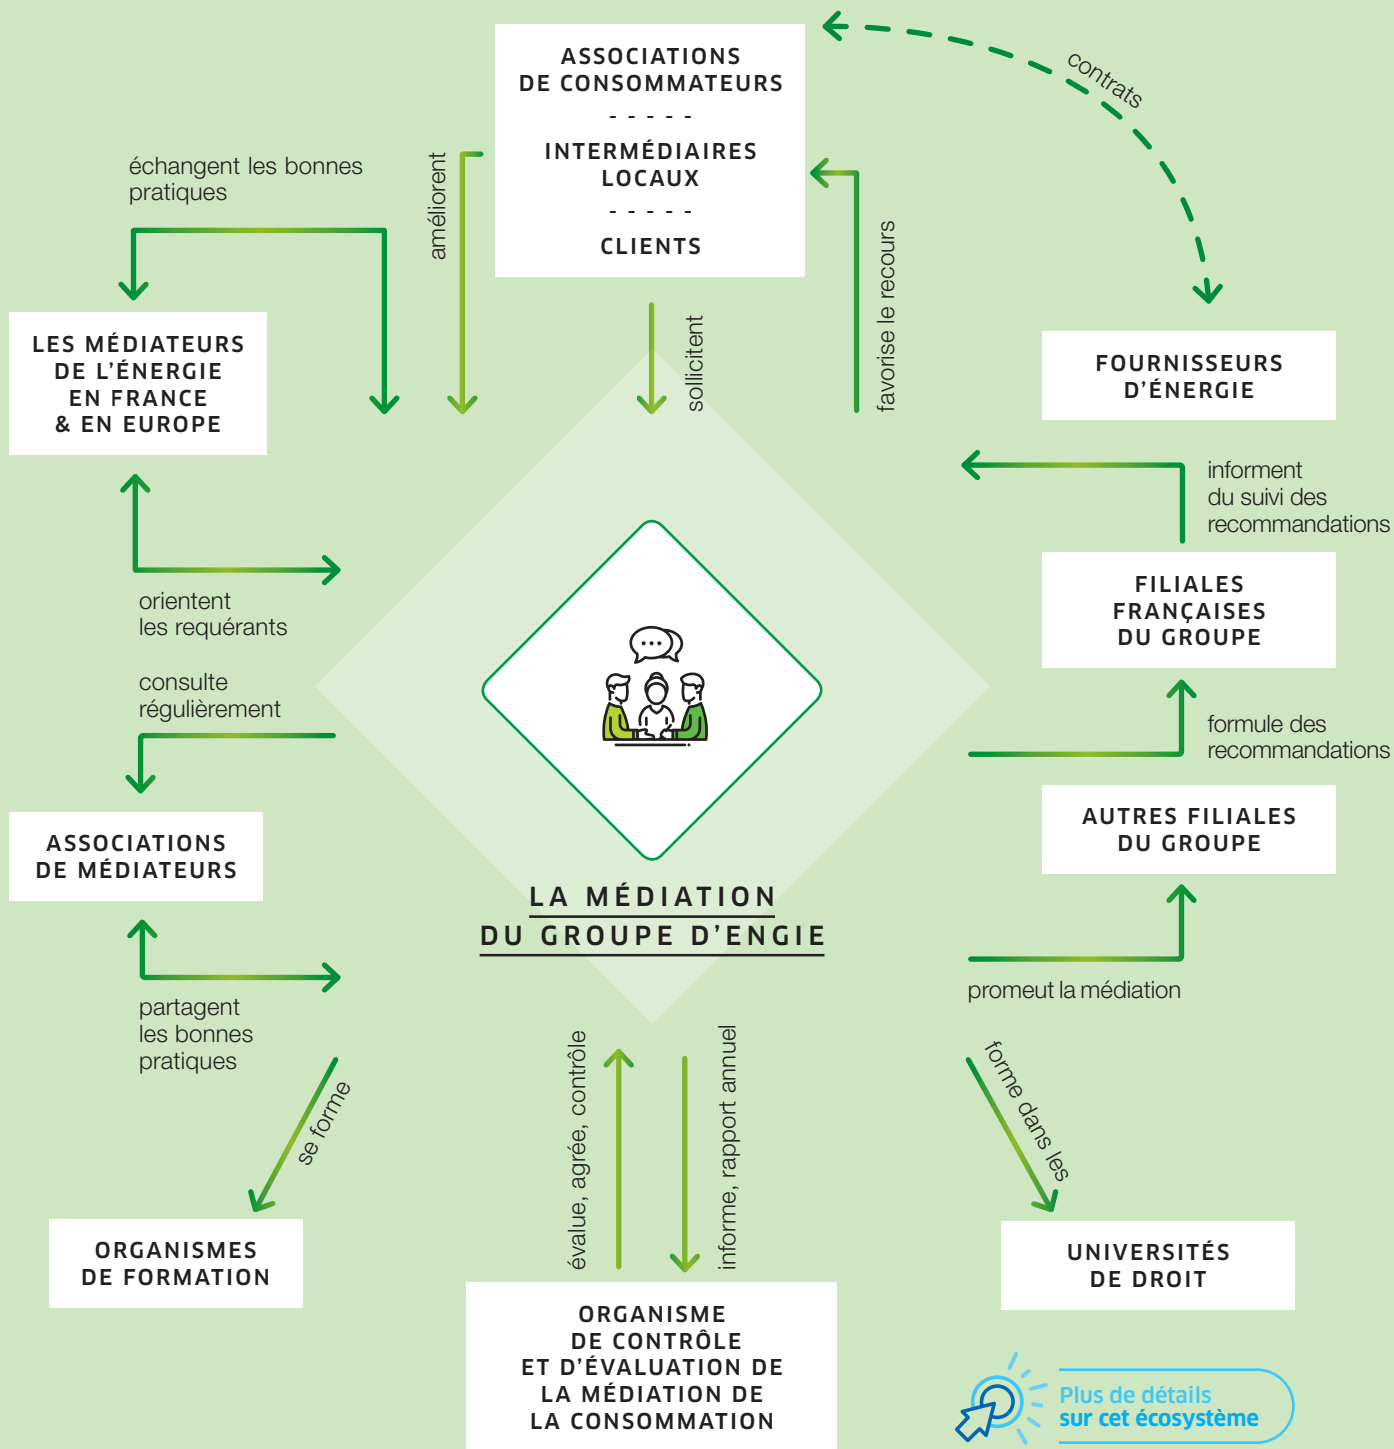 ASSOCIATIONS
DE CONSOMMATEURS
- - - - -
INTERMÉDIAIRES
LOCAUX
- - - - -
CLIENTS
contrats
échangent les bonnes
pratiques
améliorent
sollicitent
favorise le recours
LES MÉDIATEURS
DE L'ÉNERGIE
EN FRANCE
& EN EUROPE
FOURNISSEURS
D'ÉNERGIE
informent
du suivi des
recommandations
orientent
les requérants
FILIALES
FRANÇAISES
DU GROUPE
consulte
régulièrement
formule des
recommandations
ASSOCIATIONS
DE MÉDIATEURS
AUTRES FILIALES
DU GROUPE
LA MÉDIATION
DU GROUPE D'ENGIE
partagent
les bonnes
pratiques
promeut la médiation
se forme
évalue, agrée, contrôle
informe, rapport annuel
forme dans les
ORGANISMES
DE FORMATION
UNIVERSITÉS
DE DROIT
ORGANISME
DE CONTRÔLE
ET D'ÉVALUATION DE
LA MÉDIATION DE
LA CONSOMMATION
Plus de détails
sur cet écosystème